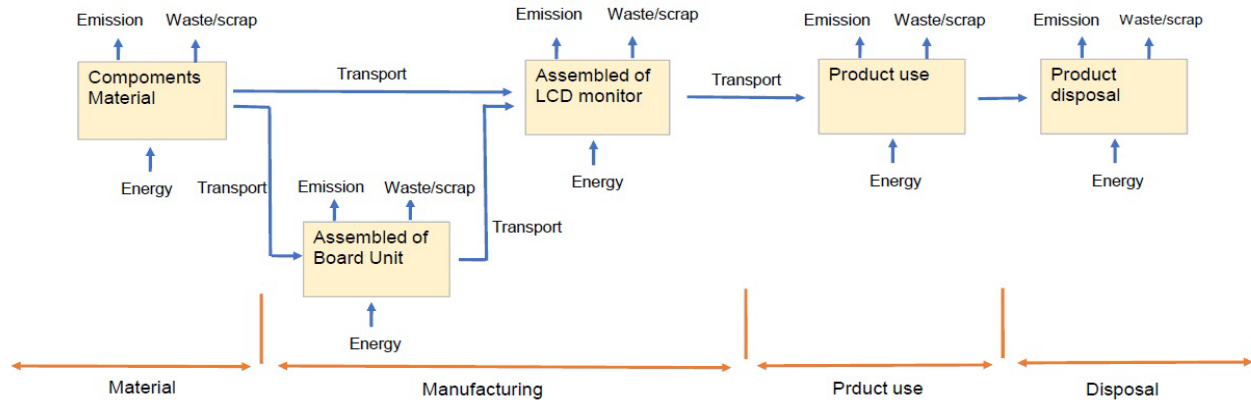 Emission
Waste/scrap
Compoments
Material
Energy
Transport
Transport
Emission
Waste/scrap
Assembled of
Board Unit
Energy
Transport
Emission
Waste/scrap
Assembled of
LCD monitor
Energy
Transport
Emission
Waste/scrap
Product use
Energy
Emission
Waste/scrap
Product
disposal
Energy
Material
Manufacturing
Prduct use
Disposal